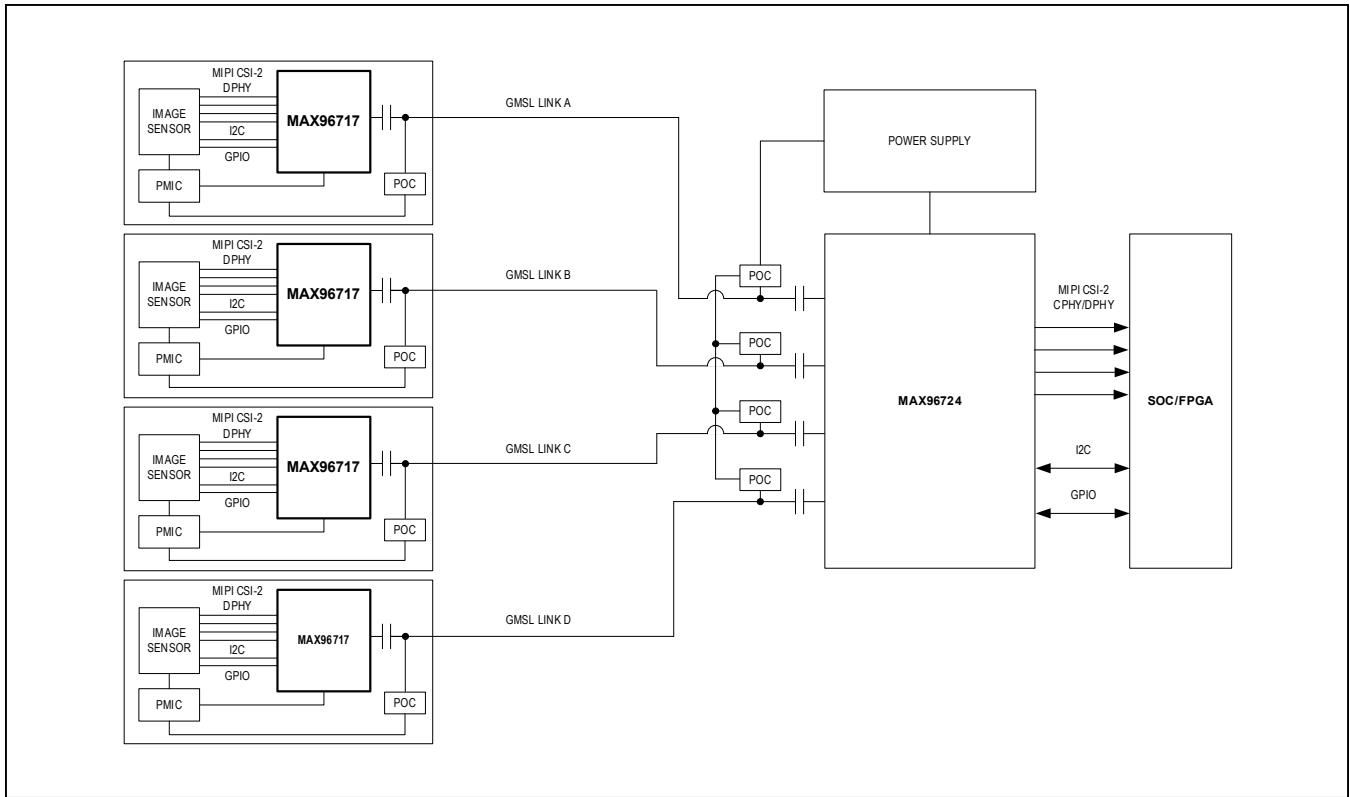 MIPI CSI-2
DPHY
IMAGE
SENSOR
MAX96717
I2C
GPIO
PMIC
POC
GMSL LINK A
MIPI CSI-2
DPHY
IMAGE
SENSOR
MAX96717
I2C
GPIO
PMIC
POC
GMSL LINK B
MIPI CSI-2
DPHY
IMAGE
SENSOR
MAX96717
I2C
GPIO
PMIC
POC
GMSL LINK C
MIPI CSI-2
DPHY
IMAGE
SENSOR
MAX96717
I2C
GPIO
PMIC
POC
GMSL LINK D
POWER SUPPLY
POC
POC
POC
POC
MAX96724
MIPI CSI-2
CPHY/DPHY
I2C
GPIO
SOC/FPGA